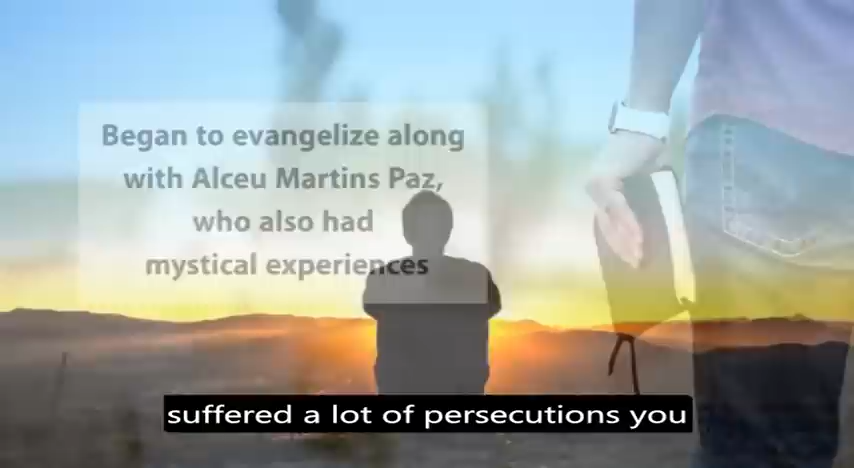 Began to evangelize along
with Alceu Martins Paz,
who also had
mystical experiences
suffered a lot of persecutions you